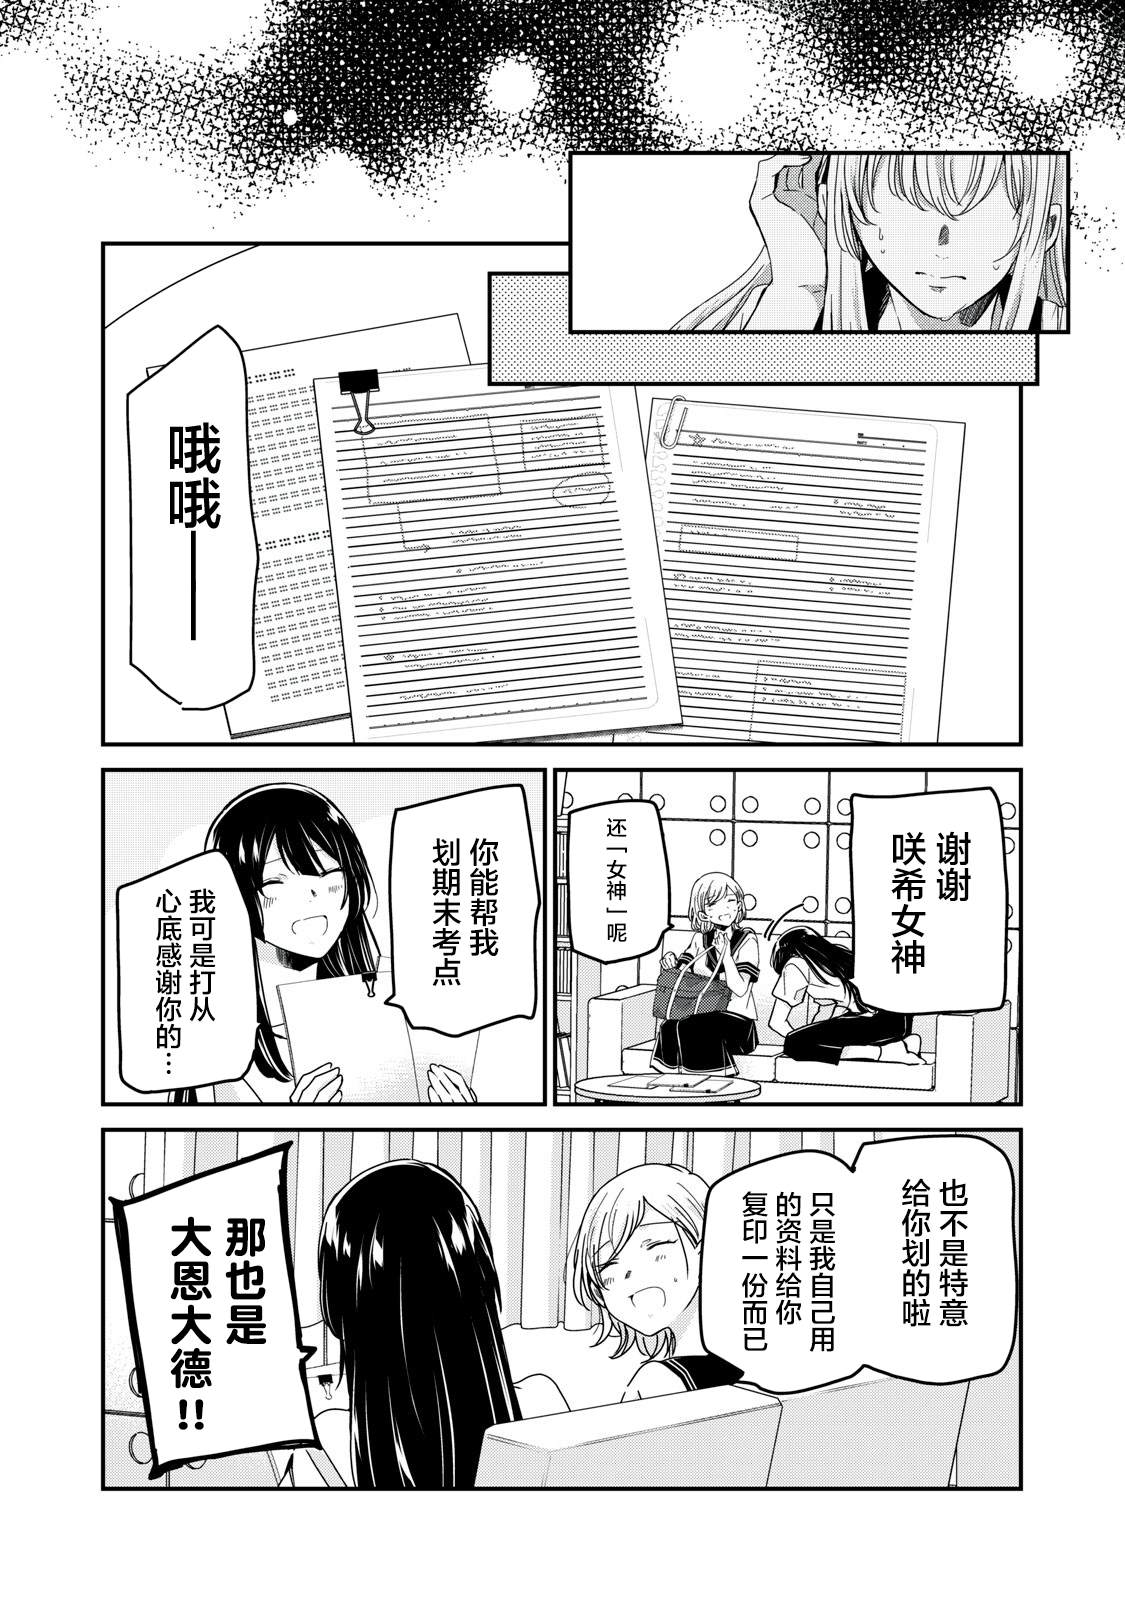 哦
哦
——
谢谢
咲希女神
还「女神」呢
你能帮我
划期末考点
我可是打从
心底感谢你的…
也不是特意
给你划的啦
只是我自己用
的资料给你
复印一份而已
那也是
大恩大德!!